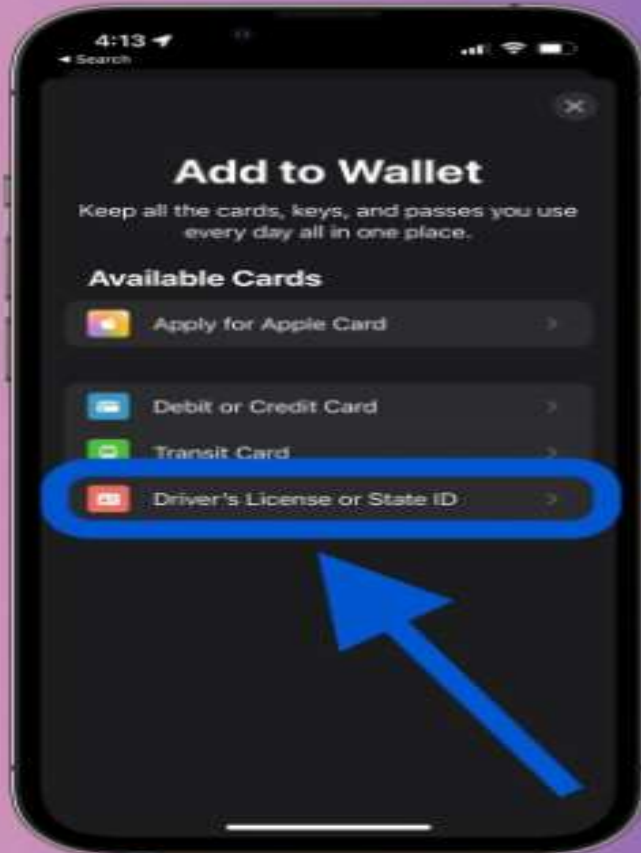 4:13
◄ Search
Add to Wallet
Keep all the cards, keys, and passes you use
every day all in one place.
Available Cards
Apply for Apple Card
Debit or Credit Card
Transit Card
Driver's License or State ID